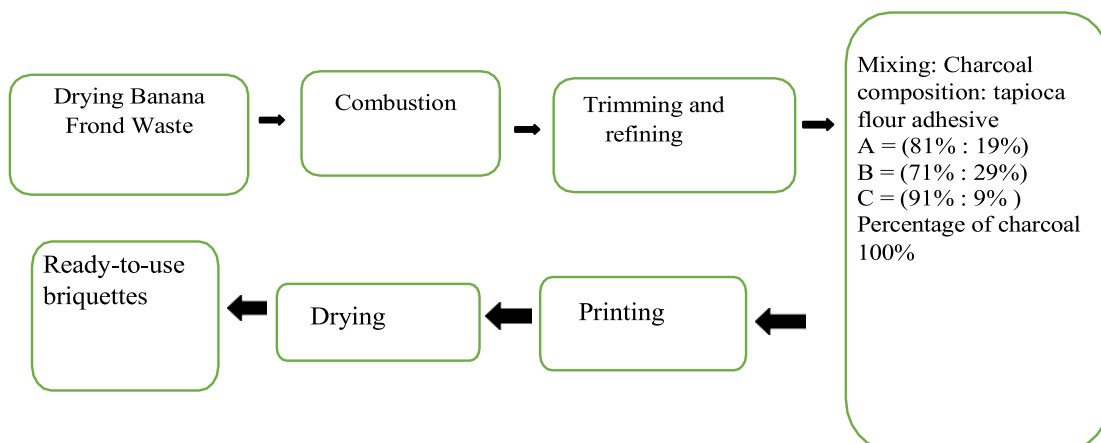 Drying Banana
Frond Waste
Combustion
Trimming and
refining
Mixing: Charcoal
composition: tapioca
flour adhesive
A = (81% : 19%)
B = (71% : 29%)
C = (91% : 9% )
Percentage of charcoal
100%
Printing
Drying
Ready-to-use
briquettes